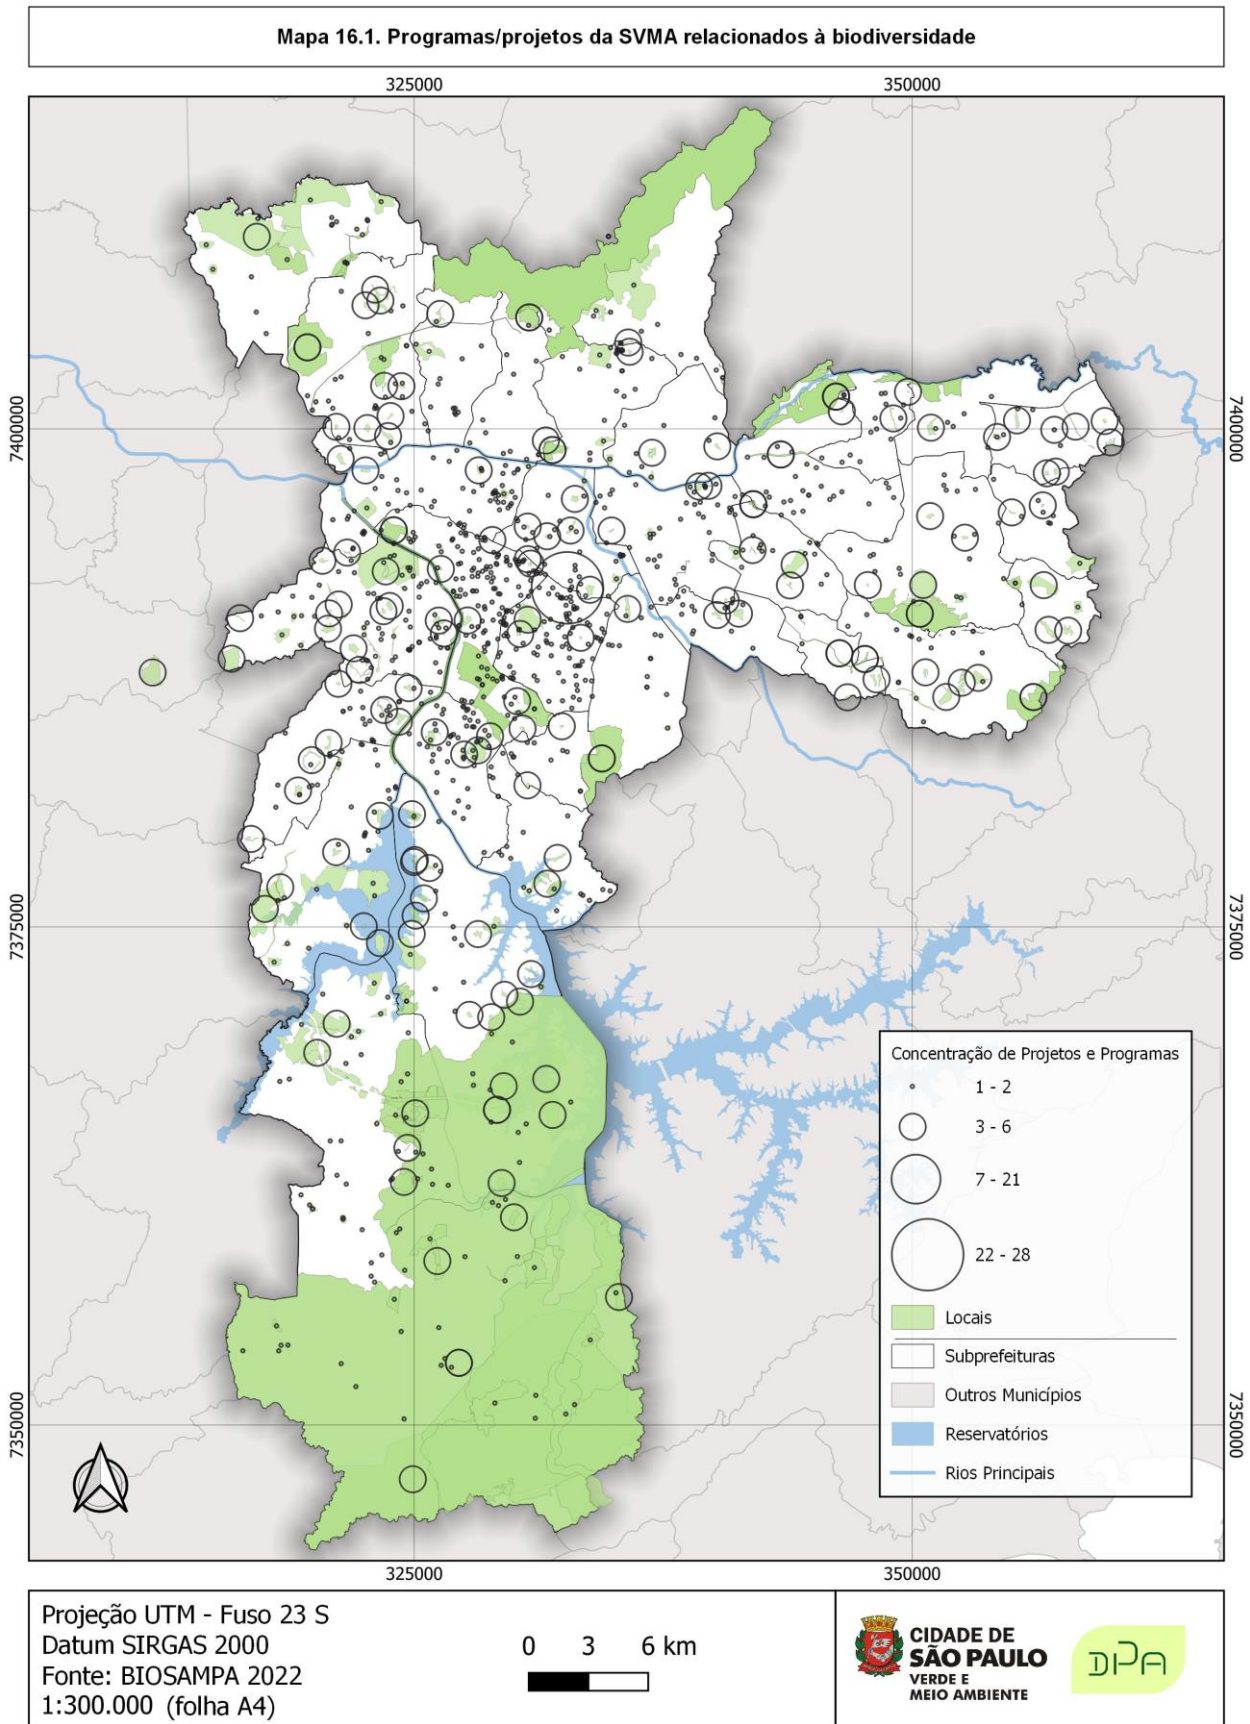 Mapa 16.1. Programas/projetos da SVMA relacionados à biodiversidade
325000
350000
7400000
7400000
7375000
7375000
7350000
7350000
Concentração de Projetos e Programas
1 - 2
3 - 6
7 - 21
22 - 28
Locais
Subprefeituras
Outros Municípios
Reservatórios
Rios Principais
325000
350000
Projeção UTM - Fuso 23 S
Datum SIRGAS 2000
Fonte: BIOSAMPA 2022
1:300.000 (folha A4)
0 3 6 km
CIDADE DE
SÃO PAULO
VERDE E
MEIO AMBIENTE
DPA